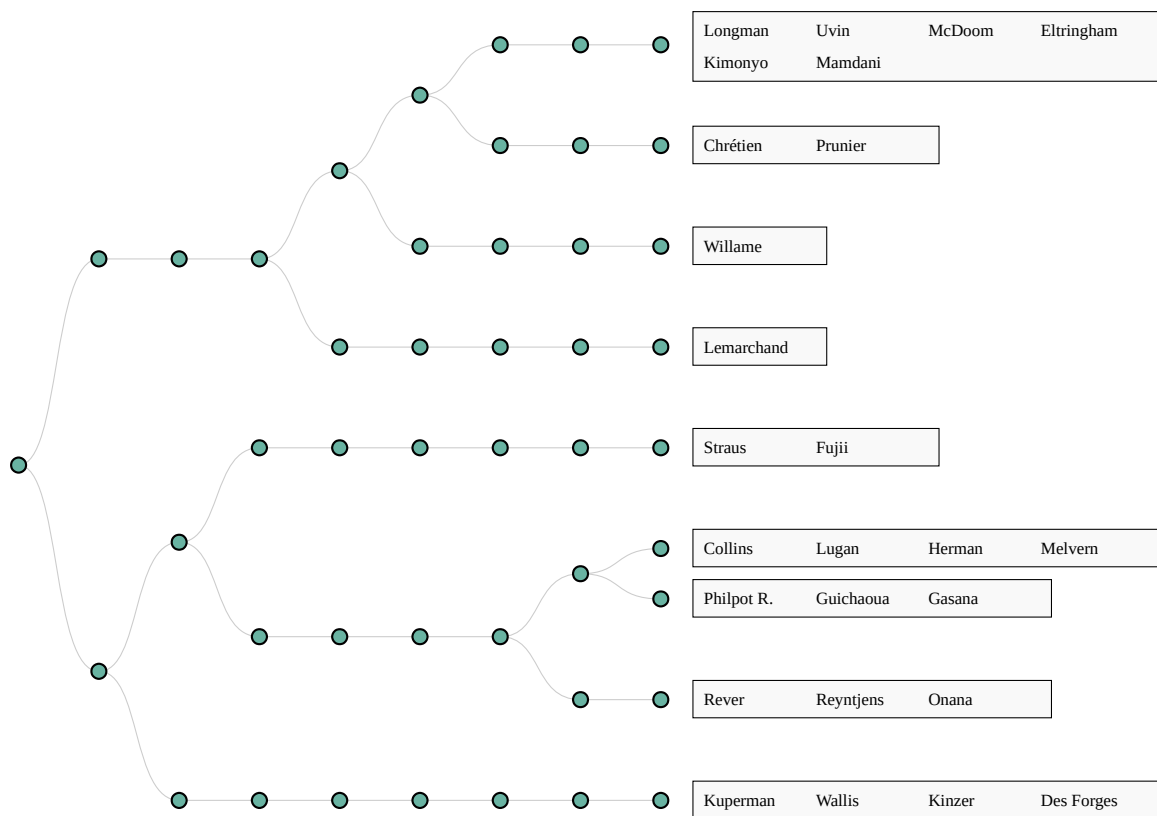 Longman Uvin McDoom Eltringham
Kimonyo Mamdani
Chrétien Prunier
Willame
Lemarchand
Straus Fujii
Collins Lugan Herman Melvern
Philpot R. Guichaoua Gasana
Rever Reyntjens Onana
Kuperman Wallis Kinzer Des Forges